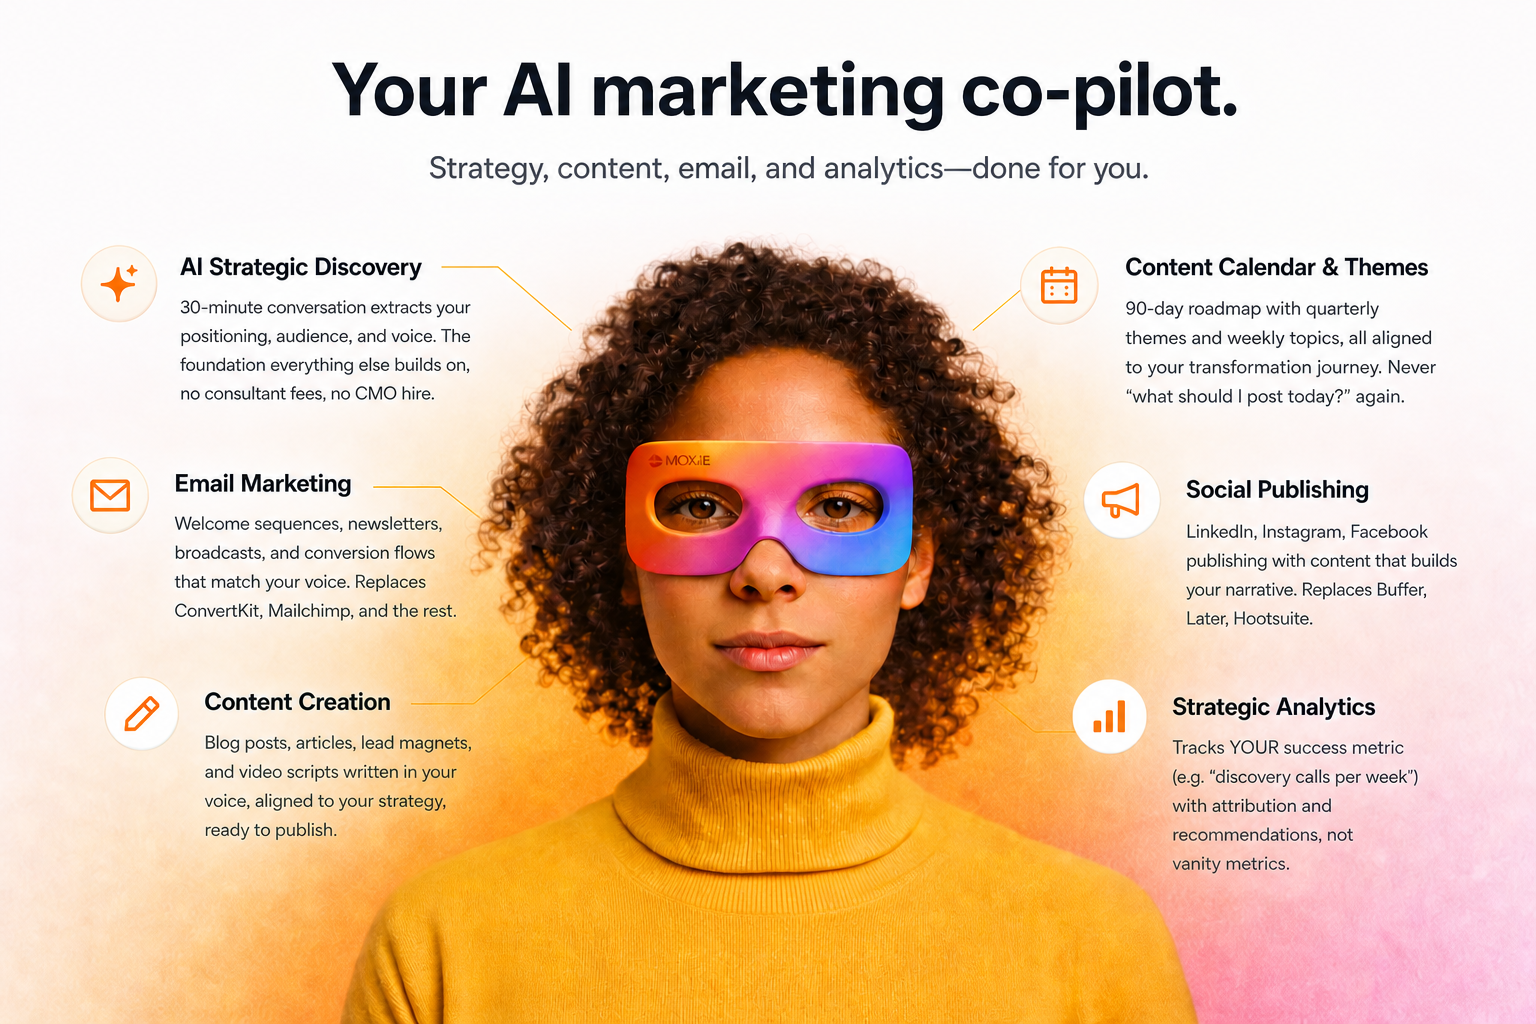 Your AI marketing co-pilot.
Strategy, content, email, and analytics—done for you.
AI Strategic Discovery
30-minute conversation extracts your
positioning, audience, and voice. The
foundation everything else builds on,
no consultant fees, no CMO hire.
Email Marketing
Welcome sequences, newsletters,
broadcasts, and conversion flows
that match your voice. Replaces
ConvertKit, Mailchimp, and the rest.
Content Creation
Blog posts, articles, lead magnets,
and video scripts written in your
voice, aligned to your strategy,
ready to publish.
MOXIE
Content Calendar & Themes
90-day roadmap with quarterly
themes and weekly topics, all aligned
to your transformation journey. Never
“what should I post today?” again.
Social Publishing
LinkedIn, Instagram, Facebook
publishing with content that builds
your narrative. Replaces Buffer,
Later, Hootsuite.
Strategic Analytics
Tracks YOUR success metric
(e.g. “discovery calls per week”)
with attribution and
recommendations, not
vanity metrics.